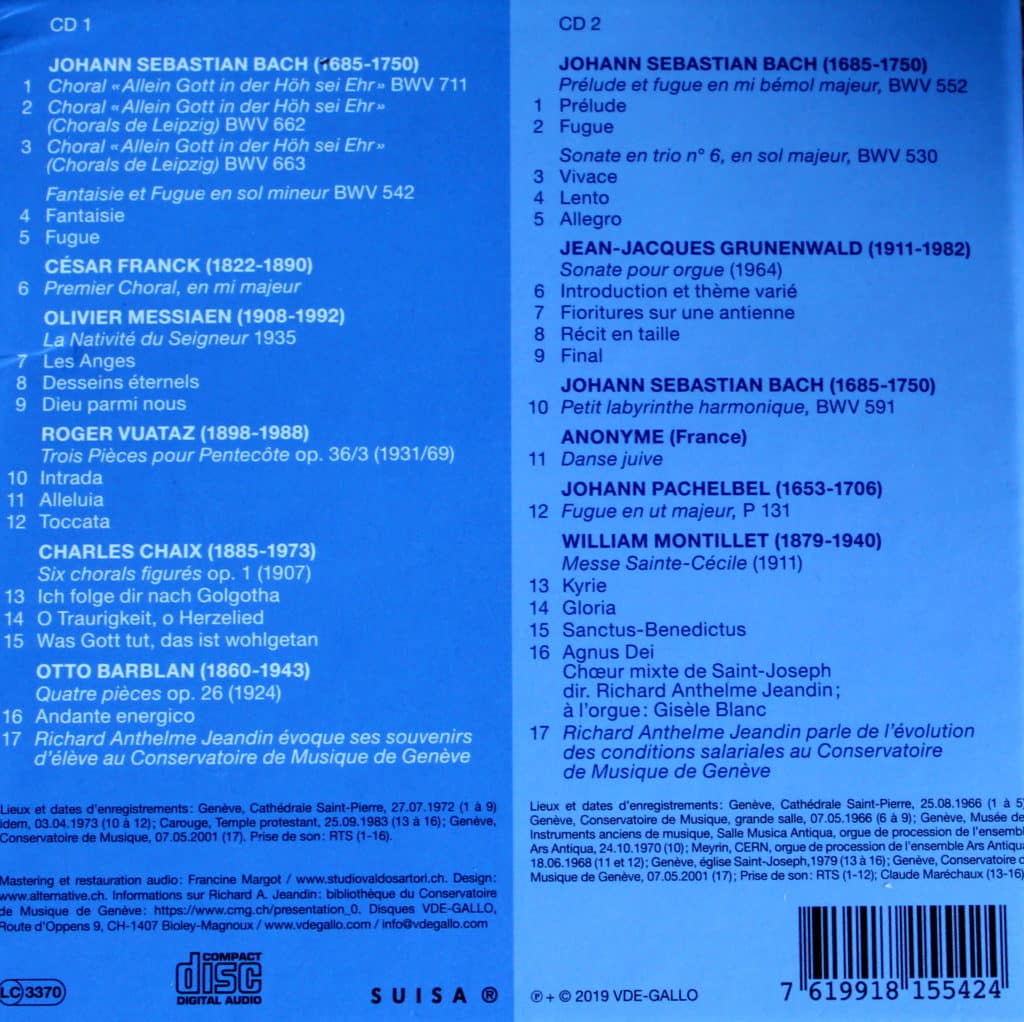 CD 1
JOHANN SEBASTIAN BACH (1685-1750)
1 Choral «Allein Gott in der Höh sei Ehr» BWV 711
2 Choral «Allein Gott in der Höh sei Ehr»
(Chorals de Leipzig) BWV 662
3 Choral «Allein Gott in der Höh sei Ehr»
(Chorals de Leipzig) BWV 663
Fantaisie et Fugue en sol mineur BWV 542
4 Fantaisie
5 Fugue
CÉSAR FRANCK (1822-1890)
6 Premier Choral, en mi majeur
OLIVIER MESSIAEN (1908-1992)
La Nativité du Seigneur 1935
7 Les Anges
8 Desseins éternels
9 Dieu parmi nous
ROGER VUATAZ (1898-1988)
Trois Pièces pour Pentecôte op. 36/3 (1931/69)
10 Intrada
11 Alleluia
12 Toccata
CHARLES CHAIX (1885-1973)
Six chorals figurés op. 1 (1907)
13 Ich folge dir nach Golgotha
14 O Traurigkeit, o Herzelied
15 Was Gott tut, das ist wohlgetan
OTTO BARBLAN (1860-1943)
Quatre pièces op. 26 (1924)
16 Andante energico
17 Richard Anthelme Jeandin évoque ses souvenirs
d'élève au Conservatoire de Musique de Genève
Lieux et dates d'enregistrements: Genève, Cathédrale Saint-Pierre, 27.07.1972 (1 à 9)
idem, 03.04.1973 (10 à 12); Carouge, Temple protestant, 25.09.1983 (13 à 16); Genève,
Conservatoire de Musique, 07.05.2001 (17). Prise de son: RTS (1-16).
Mastering et restauration audio: Francine Margot / www.studiovaldosartori.ch. Design:
www.alternative.ch. Informations sur Richard A. Jeandin: bibliothèque du Conservatoire
de Musique de Genève: https://www.cmg.ch/presentation_0. Disques VDE-GALLO,
Route d'Oppens 9, CH-1407 Bioley-Magnoux / www.vdegallo.com / info@vdegallo.com
LC 3370
COMPACT
disc
DIGITAL AUDIO
SUISA ®
CD 2
JOHANN SEBASTIAN BACH (1685-1750)
Prélude et fugue en mi bémol majeur, BWV 552
1 Prélude
2 Fugue
Sonate en trio n° 6, en sol majeur, BWV 530
3 Vivace
4 Lento
5 Allegro
JEAN-JACQUES GRUNENWALD (1911-1982)
Sonate pour orgue (1964)
6 Introduction et thème varié
7 Fioritures sur une antienne
8 Récit en taille
9 Final
JOHANN SEBASTIAN BACH (1685-1750)
10 Petit labyrinthe harmonique, BWV 591
ANONYME (France)
11 Danse juive
JOHANN PACHELBEL (1653-1706)
12 Fugue en ut majeur, P 131
WILLIAM MONTILLET (1879-1940)
Messe Sainte-Cécile (1911)
13 Kyrie
14 Gloria
15 Sanctus-Benedictus
16 Agnus Dei
Chœur mixte de Saint-Joseph
dir. Richard Anthelme Jeandin;
à l'orgue: Gisèle Blanc
17 Richard Anthelme Jeandin parle de l'évolution
des conditions salariales au Conservatoire
de Musique de Genève
Lieux et dates d'enregistrements: Genève, Cathédrale Saint-Pierre, 25.08.1966 (1 à 5)
Genève, Conservatoire de Musique, grande salle, 07.05.1966 (6 à 9); Genève, Musée de
Instruments anciens de musique, Salle Musica Antiqua, orgue de procession de l'ensembl
Ars Antiqua, 24.10.1970 (10); Meyrin, CERN, orgue de procession de l'ensemble Ars Antiqu
18.06.1968 (11 et 12); Genève, église Saint-Joseph,1979 (13 à 16); Genève, Conservatoire d
Musique de Genève, 07.05.2001 (17); Prise de son: RTS (1-12); Claude Maréchaux (13-16)
℗ + © 2019 VDE-GALLO
7 619918 155424